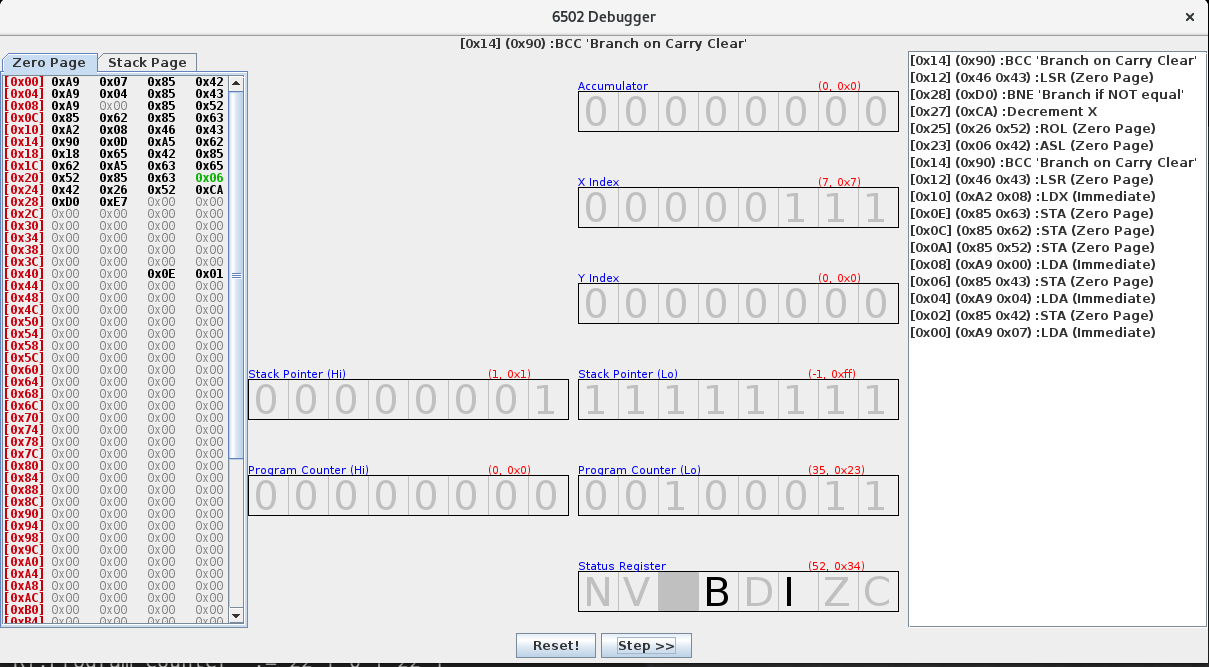 6502 Debugger
×
[0x14] (0x90) :BCC 'Branch on Carry Clear'
Zero Page Stack Page
[0x00] 0xA9 0x07 0x85 0x42
[0x04] 0xA9 0x04 0x85 0x43
[0x08] 0xA9 0x00 0x85 0x52
[0x0C] 0x85 0x62 0x85 0x63
[0x10] 0xA2 0x08 0x46 0x43
[0x14] 0x90 0x0D 0xA5 0x62
[0x18] 0x18 0x65 0x42 0x85
[0x1C] 0x62 0xA5 0x63 0x65
[0x20] 0x52 0x85 0x63 0x06
[0x24] 0x42 0x26 0x52 0xCA
[0x28] 0xD0 0xE7 0x00 0x00
[0x2C] 0x00 0x00 0x00 0x00
[0x30] 0x00 0x00 0x00 0x00
[0x34] 0x00 0x00 0x00 0x00
[0x38] 0x00 0x00 0x00 0x00
[0x3C] 0x00 0x00 0x00 0x00
[0x40] 0x00 0x00 0x0E 0x01
[0x44] 0x00 0x00 0x00 0x00
[0x48] 0x00 0x00 0x00 0x00
[0x4C] 0x00 0x00 0x00 0x00
[0x50] 0x00 0x00 0x00 0x00
[0x54] 0x00 0x00 0x00 0x00
[0x58] 0x00 0x00 0x00 0x00
[0x5C] 0x00 0x00 0x00 0x00
[0x60] 0x00 0x00 0x00 0x00
[0x64] 0x00 0x00 0x00 0x00
[0x68] 0x00 0x00 0x00 0x00
[0x6C] 0x00 0x00 0x00 0x00
[0x70] 0x00 0x00 0x00 0x00
[0x74] 0x00 0x00 0x00 0x00
[0x78] 0x00 0x00 0x00 0x00
[0x7C] 0x00 0x00 0x00 0x00
[0x80] 0x00 0x00 0x00 0x00
[0x84] 0x00 0x00 0x00 0x00
[0x88] 0x00 0x00 0x00 0x00
[0x8C] 0x00 0x00 0x00 0x00
[0x90] 0x00 0x00 0x00 0x00
[0x94] 0x00 0x00 0x00 0x00
[0x98] 0x00 0x00 0x00 0x00
[0x9C] 0x00 0x00 0x00 0x00
[0xA0] 0x00 0x00 0x00 0x00
[0xA4] 0x00 0x00 0x00 0x00
[0xA8] 0x00 0x00 0x00 0x00
[0xAC] 0x00 0x00 0x00 0x00
[0xB0] 0x00 0x00 0x00 0x00
[0xB4] 0x00 0x00 0x00 0x00
Accumulator (0, 0x0)
0 0 0 0 0 0 0 0
X Index (7, 0x7)
0 0 0 0 0 1 1 1
Y Index (0, 0x0)
0 0 0 0 0 0 0 0
Stack Pointer (Hi) (1, 0x1)
0 0 0 0 0 0 0 1
Stack Pointer (Lo) (-1, 0xff)
1 1 1 1 1 1 1 1
Program Counter (Hi) (0, 0x0)
0 0 0 0 0 0 0 0
Program Counter (Lo) (35, 0x23)
0 0 1 0 0 0 1 1
Status Register (52, 0x34)
N V B D I Z C
[0x14] (0x90) :BCC 'Branch on Carry Clear'
[0x12] (0x46 0x43) :LSR (Zero Page)
[0x28] (0xD0) :BNE 'Branch if NOT equal'
[0x27] (0xCA) :Decrement X
[0x25] (0x26 0x52) :ROL (Zero Page)
[0x23] (0x06 0x42) :ASL (Zero Page)
[0x14] (0x90) :BCC 'Branch on Carry Clear'
[0x12] (0x46 0x43) :LSR (Zero Page)
[0x10] (0xA2 0x08) :LDX (Immediate)
[0x0E] (0x85 0x63) :STA (Zero Page)
[0x0C] (0x85 0x62) :STA (Zero Page)
[0x0A] (0x85 0x52) :STA (Zero Page)
[0x08] (0xA9 0x00) :LDA (Immediate)
[0x06] (0x85 0x43) :STA (Zero Page)
[0x04] (0xA9 0x04) :LDA (Immediate)
[0x02] (0x85 0x42) :STA (Zero Page)
[0x00] (0xA9 0x07) :LDA (Immediate)
Reset! Step >>